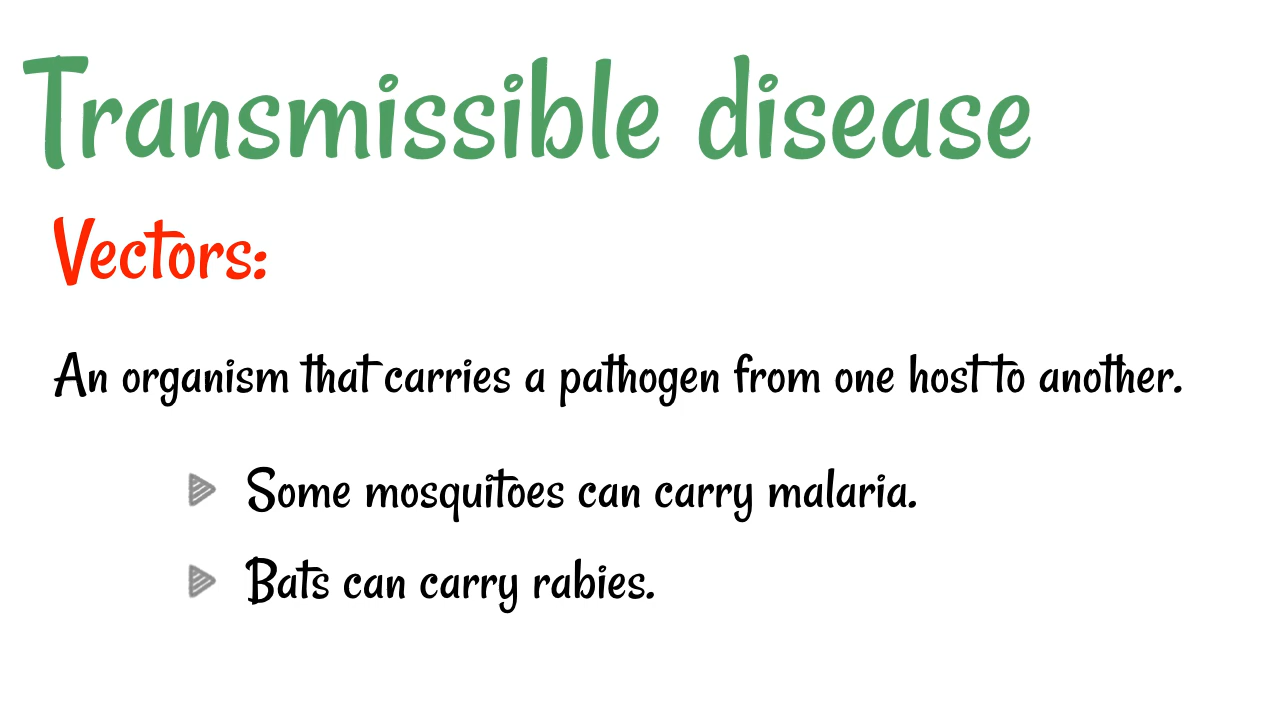 Transmissible disease
Vectors:
An organism that carries a pathogen from one host to another.
Some mosquitoes can carry malaria.
Bats can carry rabies.